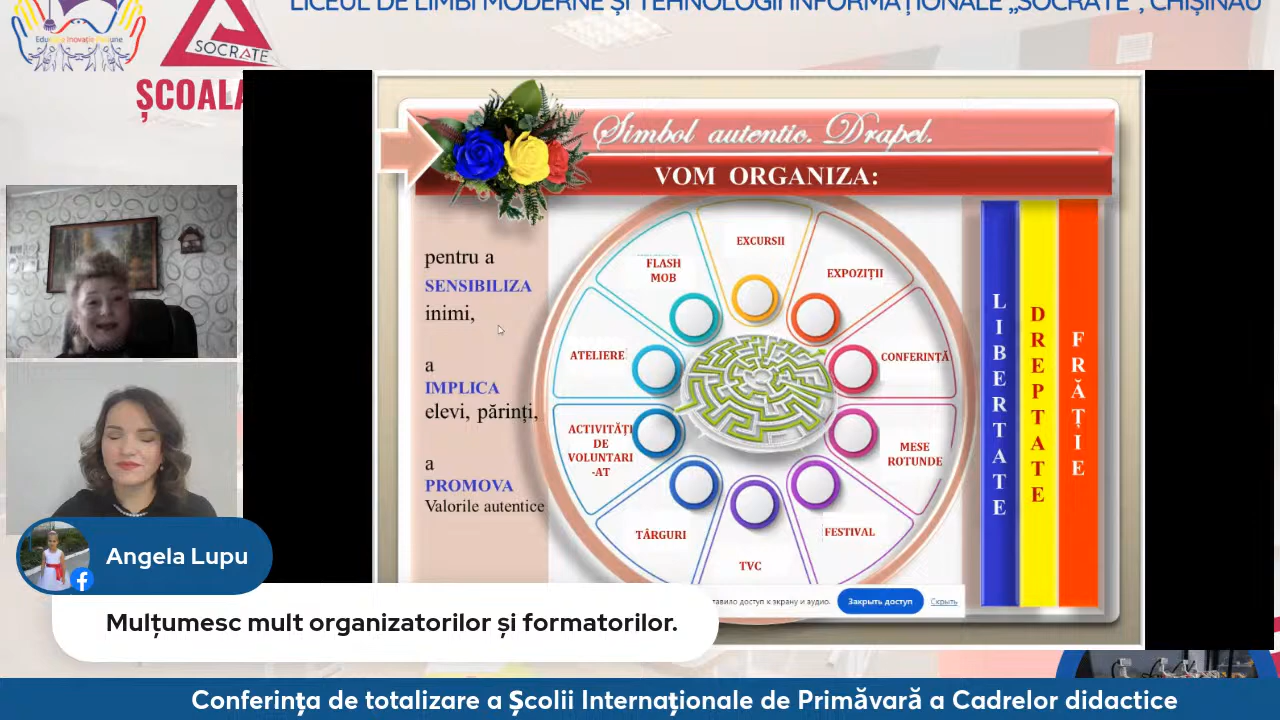 LICEUL DE LIMBI MODERNE ȘI TEHNOLOGII INFORMAȚIONALE „SOCRATE”, CHIȘINĂU
SOCRATE
ȘCOALA
Simbol autentic. Drapel.
VOM ORGANIZA:
pentru a
SENSIBILIZA
inimi,
a
IMPLICA
elevi, părinți,
a
PROMOVA
Valorile autentice
EXCURSII
EXPOZIȚII
CONFERINȚĂ
MESE
ROTUNDE
FESTIVAL
TVC
TÂRGURI
ACTIVITĂȚI
DE
VOLUNTARI
-AT
ATELIERE
FLASH
MOB
LIBERTATE
DREPTATE
FRĂȚIE
доступ к экрану и аудио.
Закрыть доступ
Скрыть
Angela Lupu
Mulțumesc mult organizatorilor și formatorilor.
Conferința de totalizare a Școlii Internaționale de Primăvară a Cadrelor didactice